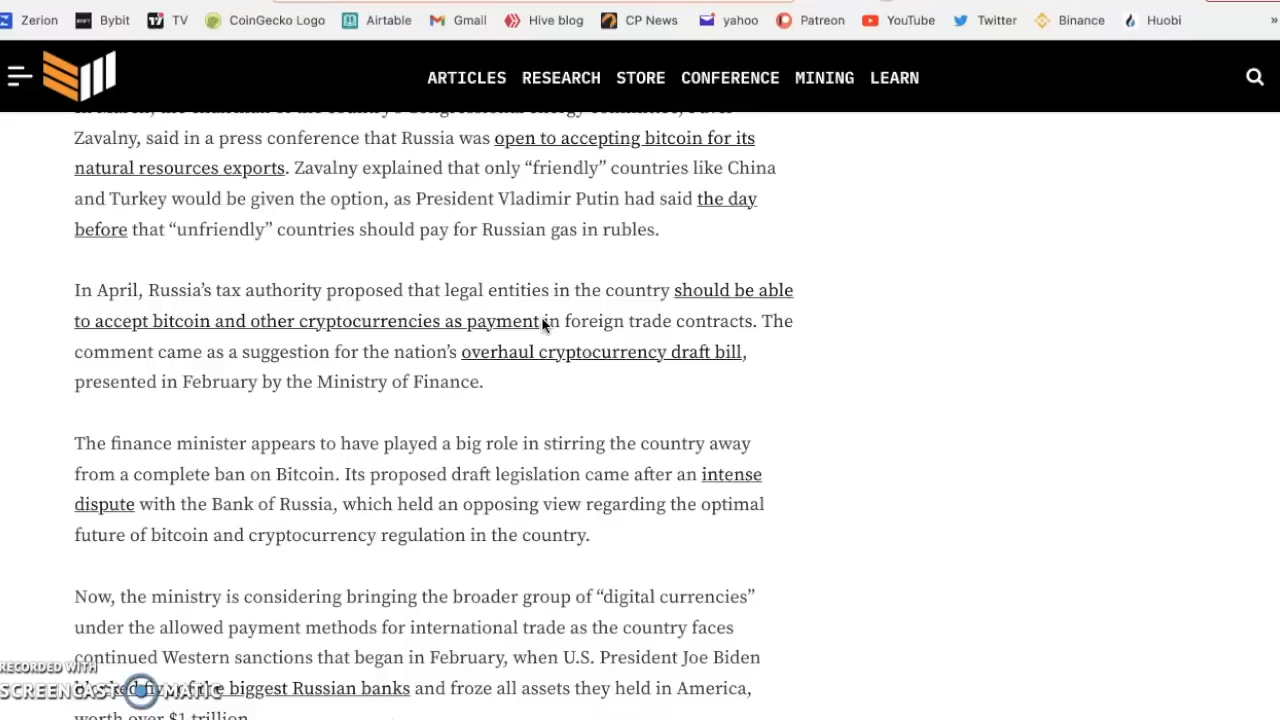 Zerion Bybit TV CoinGecko Logo Airtable Gmail Hive blog CP News yahoo Patreon YouTube Twitter Binance Huobi »
ARTICLES RESEARCH STORE CONFERENCE MINING LEARN
Zavalny, said in a press conference that Russia was open to accepting bitcoin for its
natural resources exports. Zavalny explained that only “friendly” countries like China
and Turkey would be given the option, as President Vladimir Putin had said the day
before that “unfriendly” countries should pay for Russian gas in rubles.
In April, Russia’s tax authority proposed that legal entities in the country should be able
to accept bitcoin and other cryptocurrencies as payment in foreign trade contracts. The
comment came as a suggestion for the nation’s overhaul cryptocurrency draft bill,
presented in February by the Ministry of Finance.
The finance minister appears to have played a big role in stirring the country away
from a complete ban on Bitcoin. Its proposed draft legislation came after an intense
dispute with the Bank of Russia, which held an opposing view regarding the optimal
future of bitcoin and cryptocurrency regulation in the country.
Now, the ministry is considering bringing the broader group of “digital currencies”
under the allowed payment methods for international trade as the country faces
continued Western sanctions that began in February, when U.S. President Joe Biden
RECORDED WITH
SCREENCAST MATIC
of the biggest Russian banks and froze all assets they held in America,
worth over $1 trillion.